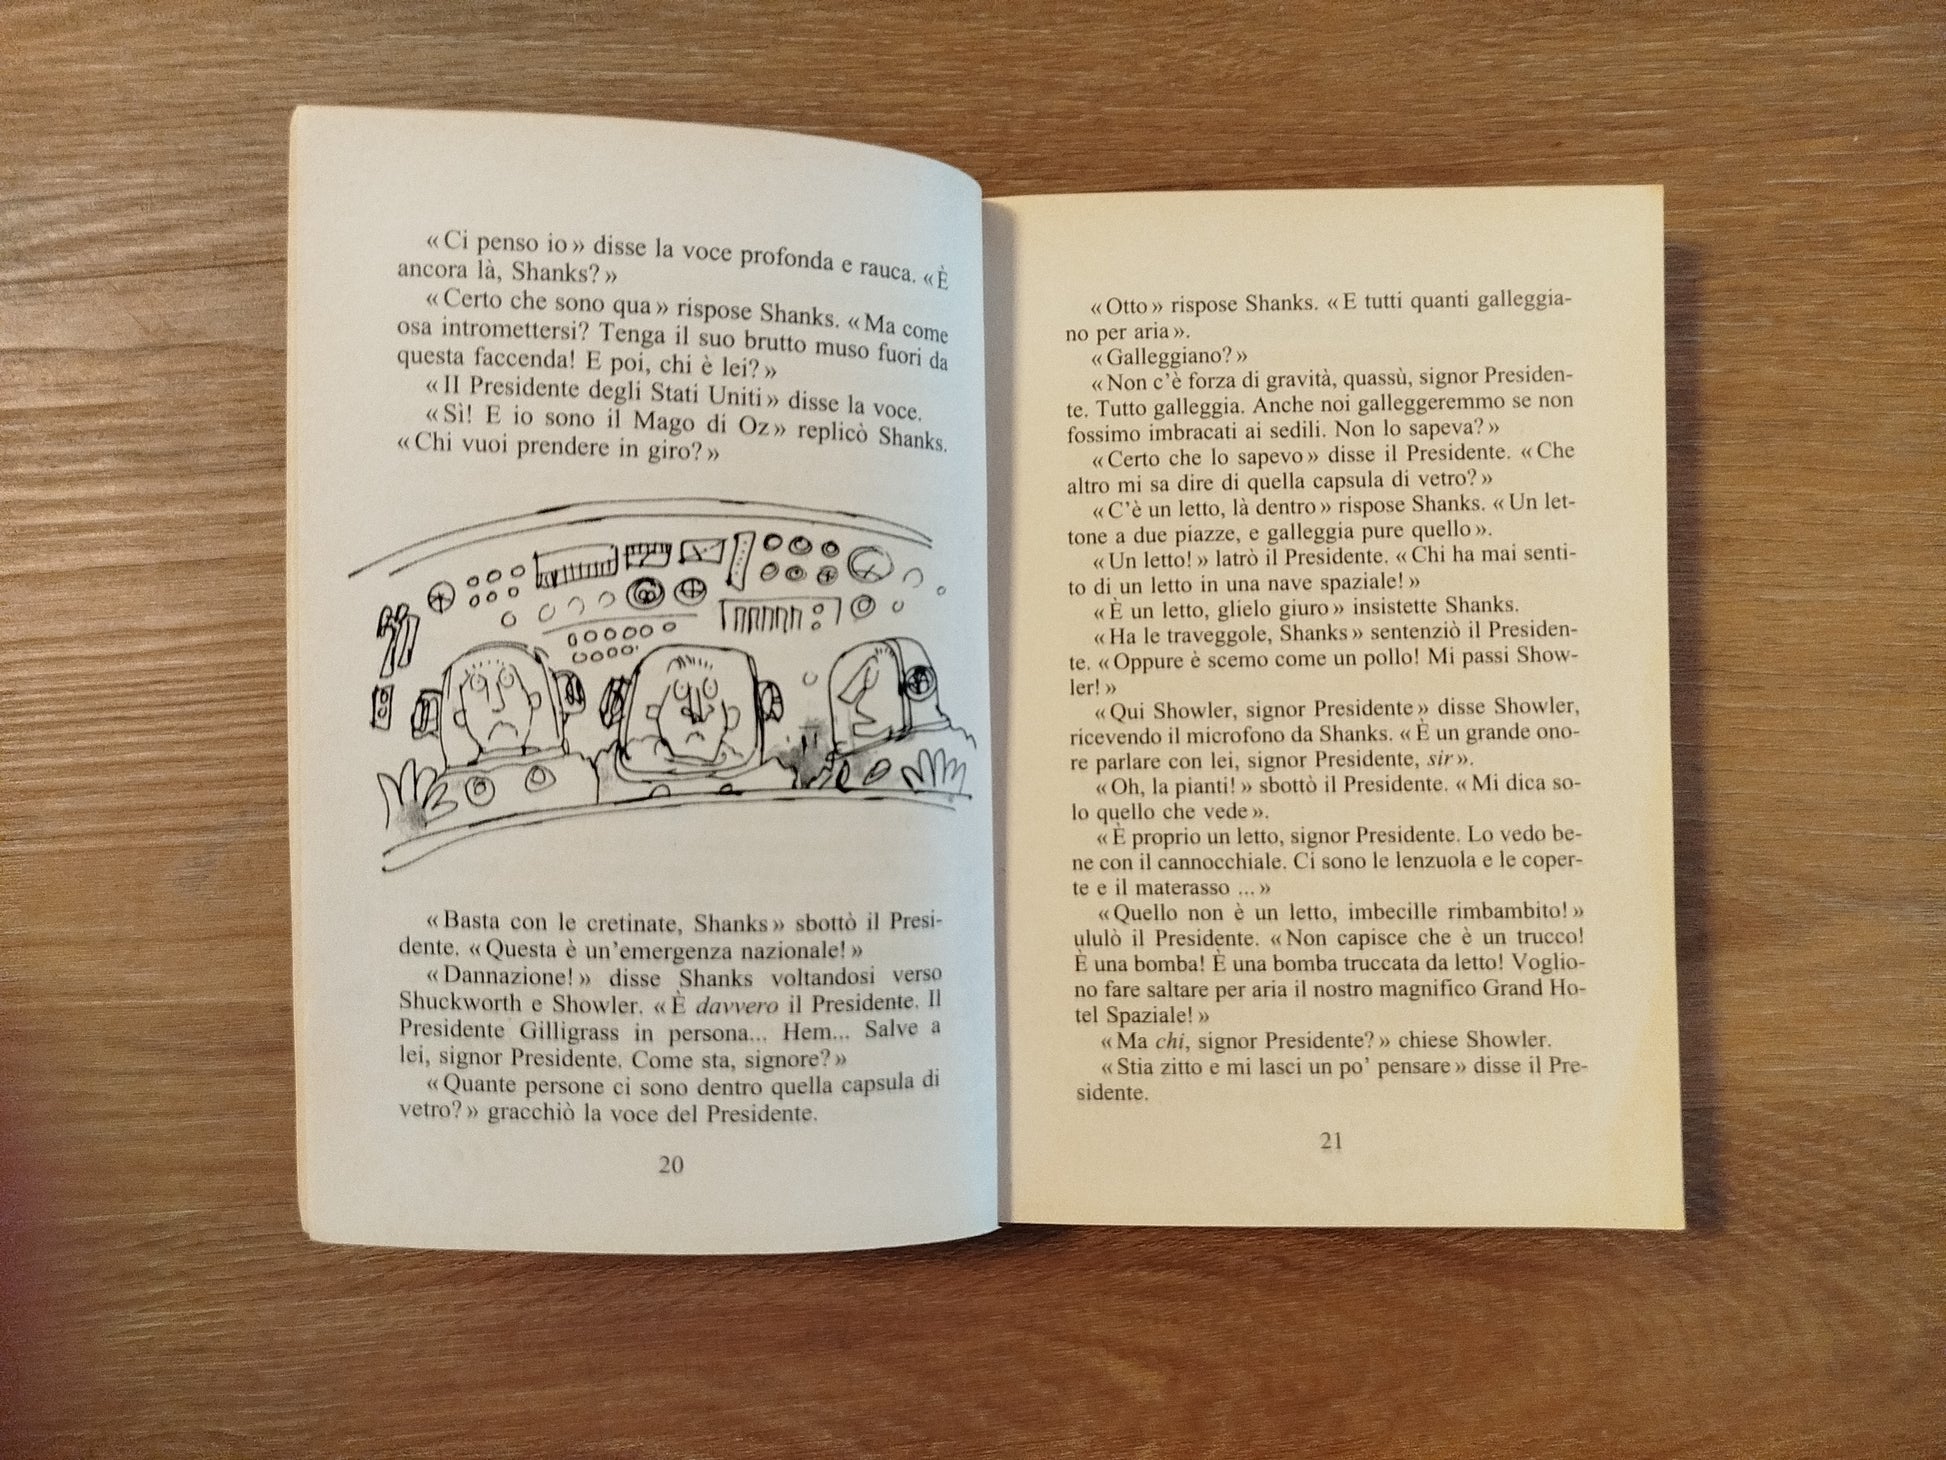 «Ci penso io» disse la voce profonda e rauca. «È
ancora là, Shanks?»
«Certo che sono qua» rispose Shanks. «Ma come
osa intromettersi? Tenga il suo brutto muso fuori da
questa faccenda! E poi, chi è lei?»
«Il Presidente degli Stati Uniti» disse la voce.
«Sì! E io sono il Mago di Oz» replicò Shanks.
«Chi vuoi prendere in giro?»
«Basta con le cretinate, Shanks» sbottò il Presi-
dente. «Questa è un'emergenza nazionale!»
«Dannazione!» disse Shanks voltandosi verso
Shuckworth e Showler. «È davvero il Presidente. Il
Presidente Gilligrass in persona... Hem... Salve a
lei, signor Presidente. Come sta, signore?»
«Quante persone ci sono dentro quella capsula di
vetro?» gracchiò la voce del Presidente.
20
«Otto» rispose Shanks. «E tutti quanti galleggia-
no per aria».
«Galleggiano?»
«Non c'è forza di gravità, quassù, signor Presiden-
te. Tutto galleggia. Anche noi galleggeremmo se non
fossimo imbracati ai sedili. Non lo sapeva?»
«Certo che lo sapevo» disse il Presidente. «Che
altro mi sa dire di quella capsula di vetro?»
«C'è un letto, là dentro» rispose Shanks. «Un let-
tone a due piazze, e galleggia pure quello».
«Un letto!» latrò il Presidente. «Chi ha mai senti-
to di un letto in una nave spaziale!»
«È un letto, glielo giuro» insistette Shanks.
«Ha le traveggole, Shanks» sentenziò il Presiden-
te. «Oppure è scemo come un pollo! Mi passi Show-
ler!»
«Qui Showler, signor Presidente» disse Showler,
ricevendo il microfono da Shanks. «È un grande ono-
re parlare con lei, signor Presidente, sir».
«Oh, la pianti!» sbottò il Presidente. «Mi dica so-
lo quello che vede».
«È proprio un letto, signor Presidente. Lo vedo be-
ne con il cannocchiale. Ci sono le lenzuola e le coper-
te e il materasso ...»
«Quello non è un letto, imbecille rimbambito!»
ululò il Presidente. «Non capisce che è un trucco!
È una bomba! È una bomba truccata da letto! Voglio-
no fare saltare per aria il nostro magnifico Grand Ho-
tel Spaziale!»
«Ma chi, signor Presidente?» chiese Showler.
«Stia zitto e mi lasci un po' pensare» disse il Pre-
sidente.
21